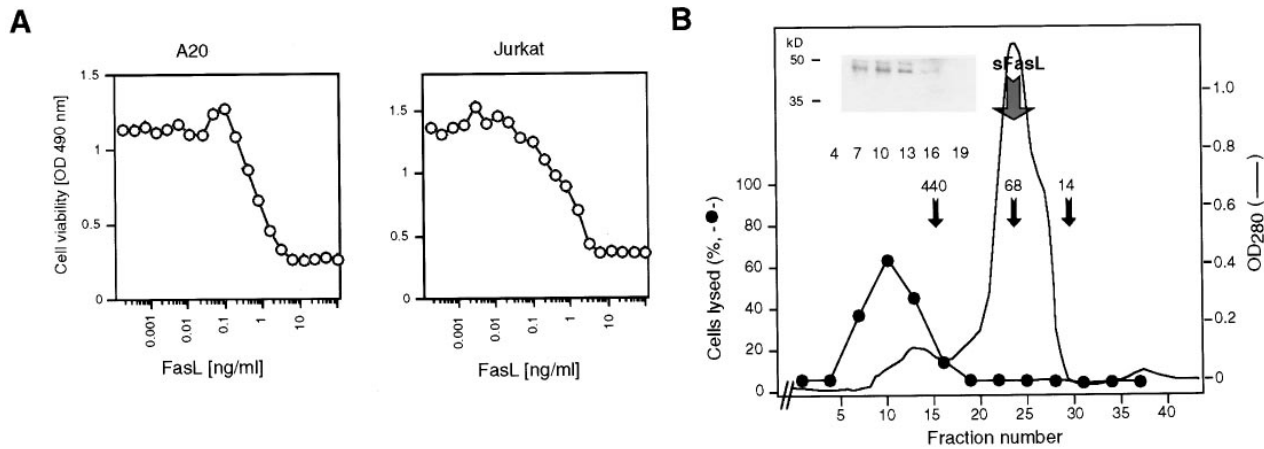 A
A20
Cell viability [OD 490 nm]
1.5
1
0.5
0
0.001
0.01
0.1
1
10
FasL [ng/ml]
Jurkat
1.5
1
0.5
0
0.001
0.01
0.1
1
10
FasL [ng/ml]
B
kD
50
35
4 7 10 13 16 19
sFasL
440
68
14
Cells lysed (%, -●-)
100
80
60
40
20
0
5 10 15 20 25 30 35 40
Fraction number
1.0
0.8
0.6
0.4
0.2
0
OD280 (—)